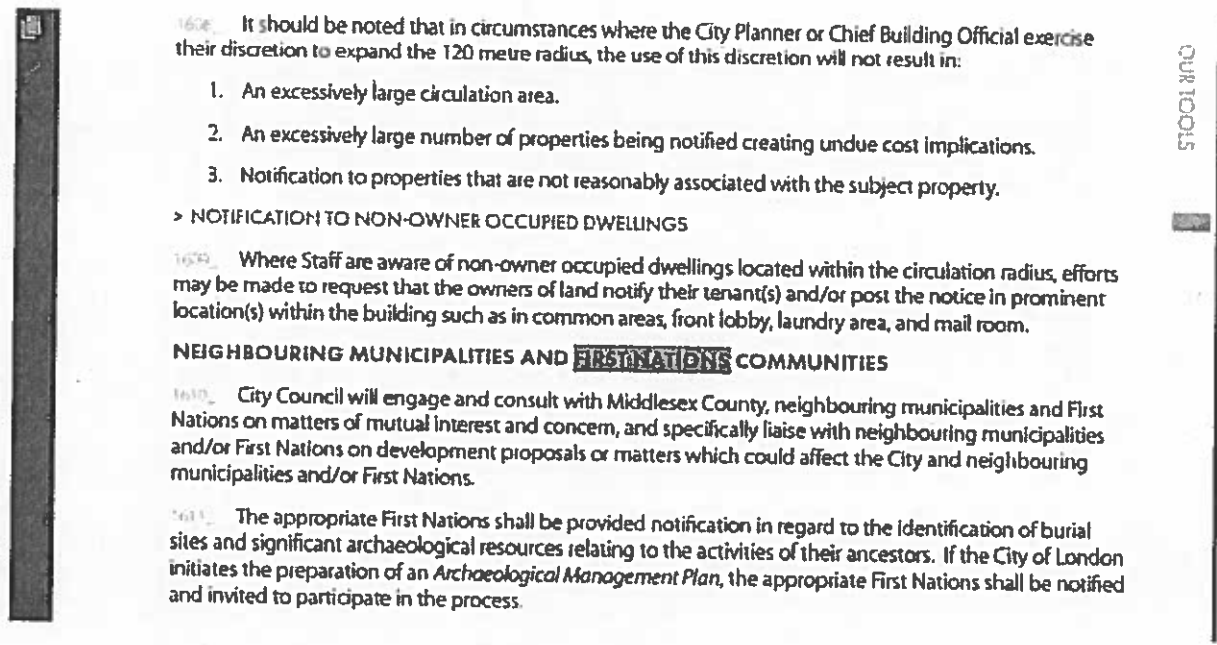 1608_ It should be noted that in circumstances where the City Planner or Chief Building Official exercise
their discretion to expand the 120 metre radius, the use of this discretion will not result in:
1. An excessively large circulation area.
2. An excessively large number of properties being notified creating undue cost implications.
3. Notification to properties that are not reasonably associated with the subject property.
> NOTIFICATION TO NON-OWNER OCCUPIED DWELLINGS
1609_ Where Staff are aware of non-owner occupied dwellings located within the circulation radius, efforts
may be made to request that the owners of land notify their tenant(s) and/or post the notice in prominent
location(s) within the building such as in common areas, front lobby, laundry area, and mail room.
NEIGHBOURING MUNICIPALITIES AND FIRST NATIONS COMMUNITIES
1610_ City Council will engage and consult with Middlesex County, neighbouring municipalities and First
Nations on matters of mutual interest and concern, and specifically liaise with neighbouring municipalities
and/or First Nations on development proposals or matters which could affect the City and neighbouring
municipalities and/or First Nations.
1611_ The appropriate First Nations shall be provided notification in regard to the identification of burial
sites and significant archaeological resources relating to the activities of their ancestors. If the City of London
initiates the preparation of an Archaeological Management Plan, the appropriate First Nations shall be notified
and invited to participate in the process.
OUR TOOLS